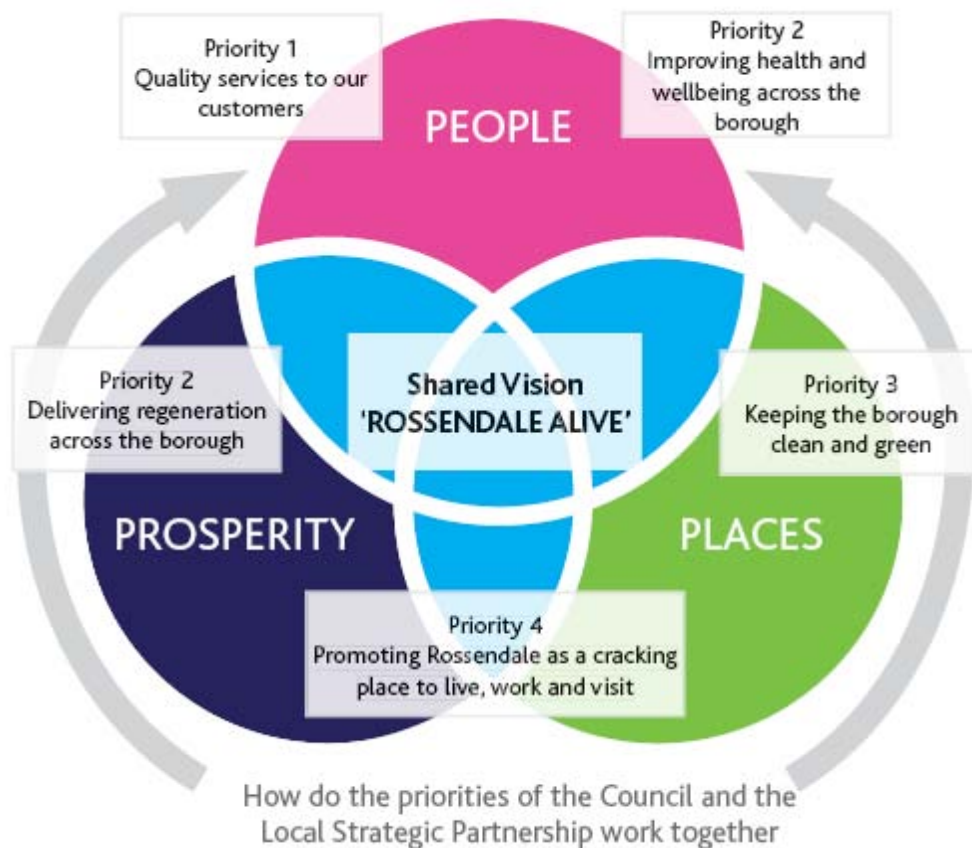 Priority 1
Quality services to our
customers
Priority 2
Improving health and
wellbeing across the
borough
PEOPLE
Priority 2
Delivering regeneration
across the borough
Shared Vision
'ROSSENDALE ALIVE'
Priority 3
Keeping the borough
clean and green
PROSPERITY
PLACES
Priority 4
Promoting Rossendale as a cracking
place to live, work and visit
How do the priorities of the Council and the
Local Strategic Partnership work together